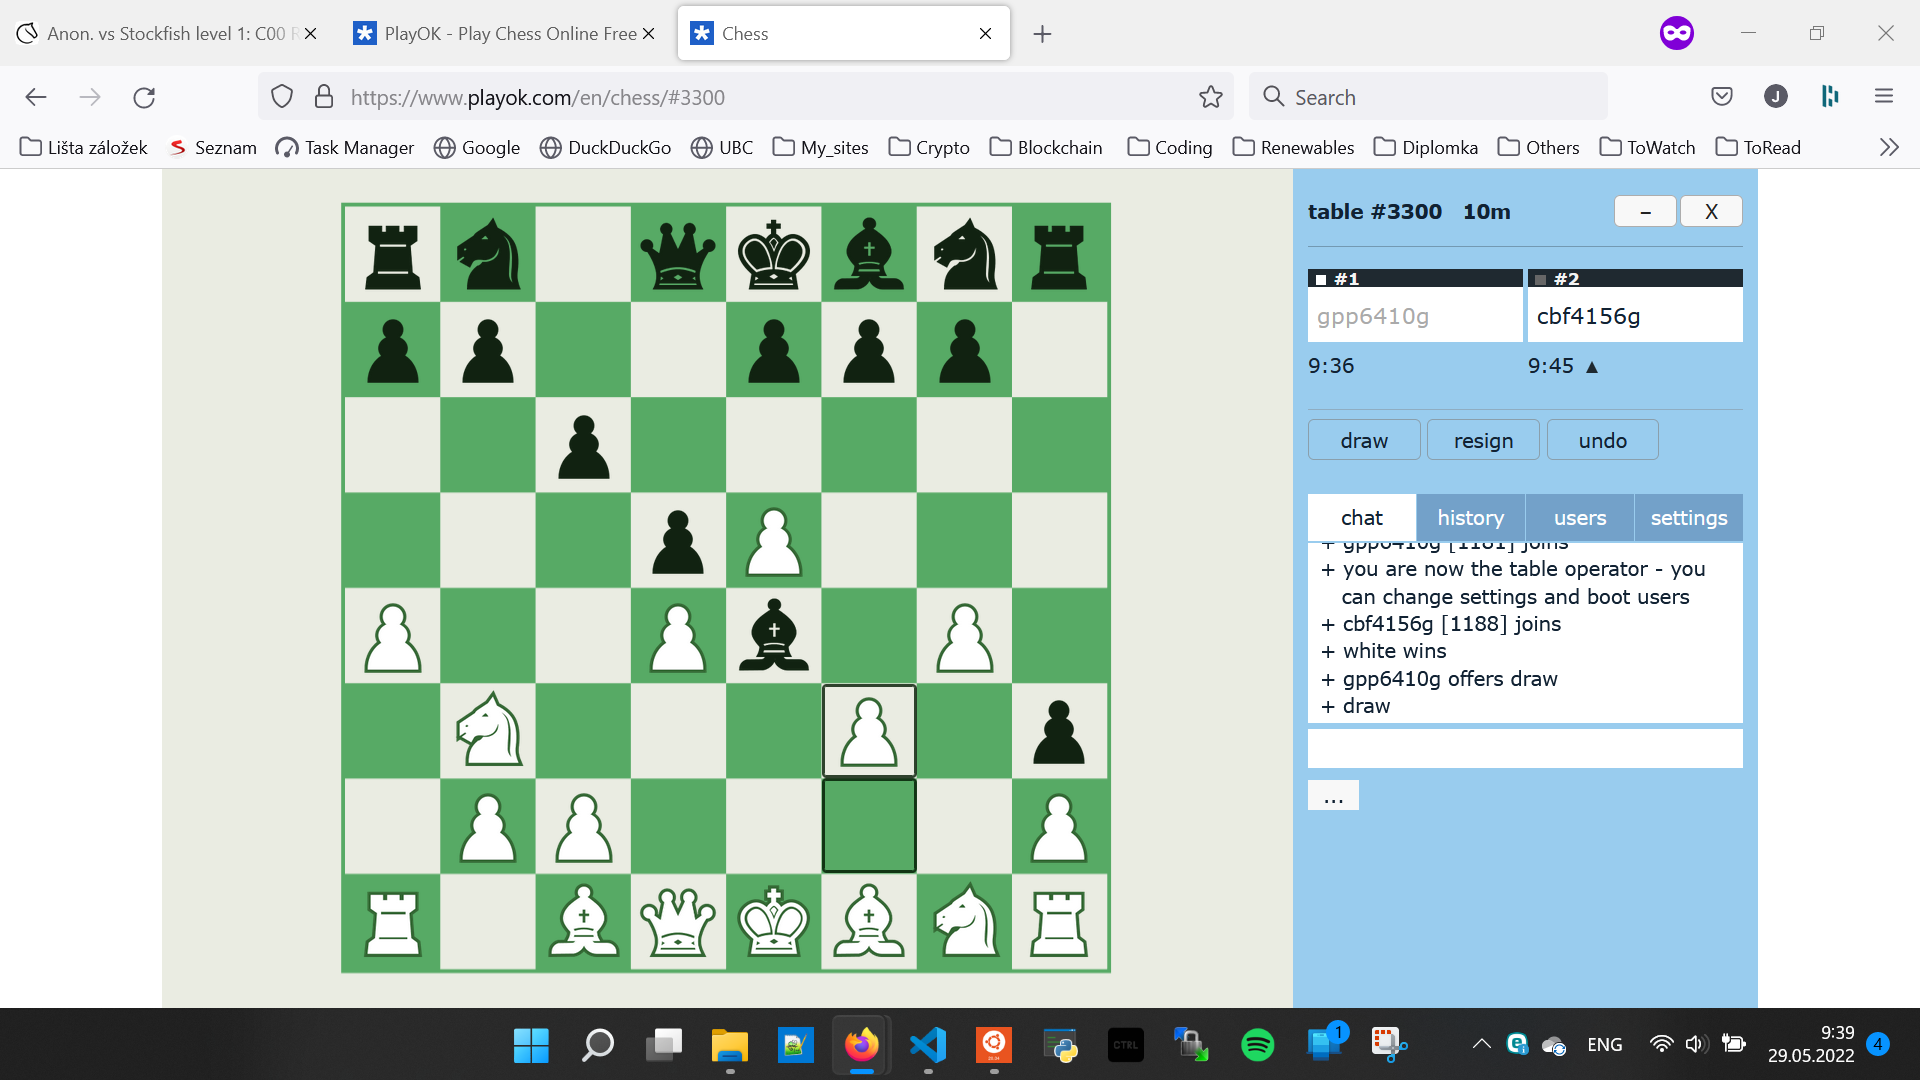 Anon. vs Stockfish level 1: C00 R
PlayOK - Play Chess Online Free
Chess
https://www.playok.com/en/chess/#3300
Search
J
Lišta záložek
Seznam
Task Manager
Google
DuckDuckGo
UBC
My_sites
Crypto
Blockchain
Coding
Renewables
Diplomka
Others
ToWatch
ToRead
table #3300 10m
–
X
#1
#2
gpp6410g
cbf4156g
9:36
9:45 ▲
draw
resign
undo
chat
history
users
settings
+ gpp6410g [1181] joins
+ you are now the table operator - you
can change settings and boot users
+ cbf4156g [1188] joins
+ white wins
+ gpp6410g offers draw
+ draw
...
CTRL
1
ENG
9:39
29.05.2022
4